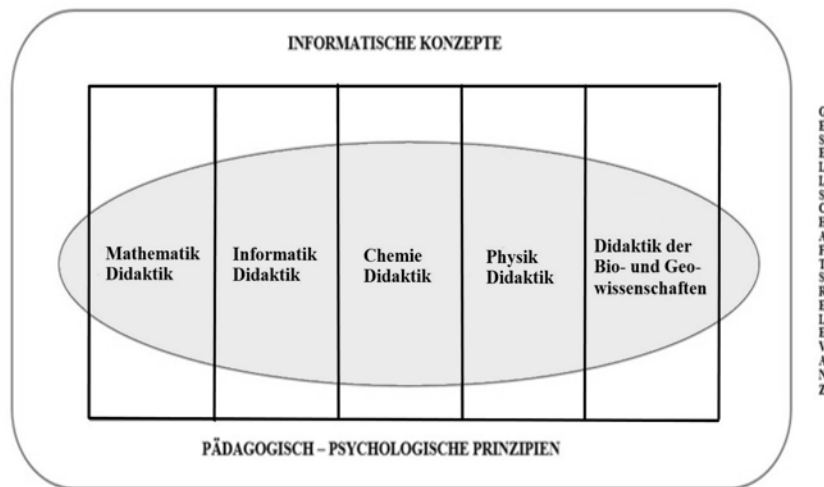 INFORMATISCHE KONZEPTE
Mathematik
Didaktik
Informatik
Didaktik
Chemie
Didaktik
Physik
Didaktik
Didaktik der
Bio- und Geo-
wissenschaften
PÄDAGOGISCH – PSYCHOLOGISCHE PRINZIPIEN
GESELLSCHAFTSRELEVANZ